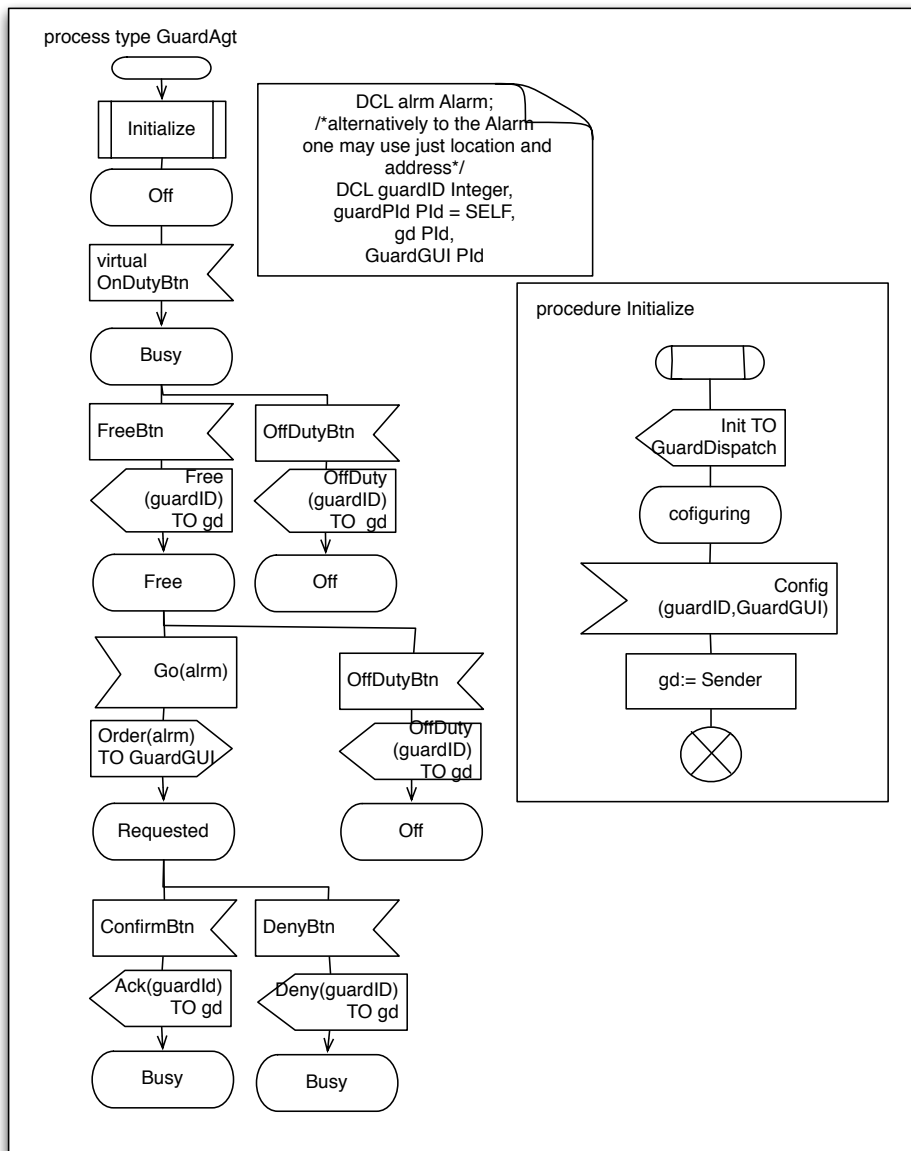 process type GuardAgt
Initialize
Off
virtual
OnDutyBtn
Busy
FreeBtn
OffDutyBtn
Free
(guardID)
TO gd
OffDuty
(guardID)
TO gd
Free
Off
Go(alrm)
OffDutyBtn
Order(alrm)
TO GuardGUI
OffDuty
(guardID)
TO gd
Requested
Off
ConfirmBtn
DenyBtn
Ack(guardId)
TO gd
Deny(guardID)
TO gd
Busy
Busy
DCL alrm Alarm;
/*alternatively to the Alarm
one may use just location and
address*/
DCL guardID Integer,
guardPId PId = SELF,
gd PId,
GuardGUI PId
procedure Initialize
Init TO
GuardDispatch
cofiguring
Config
(guardID,GuardGUI)
gd:= Sender